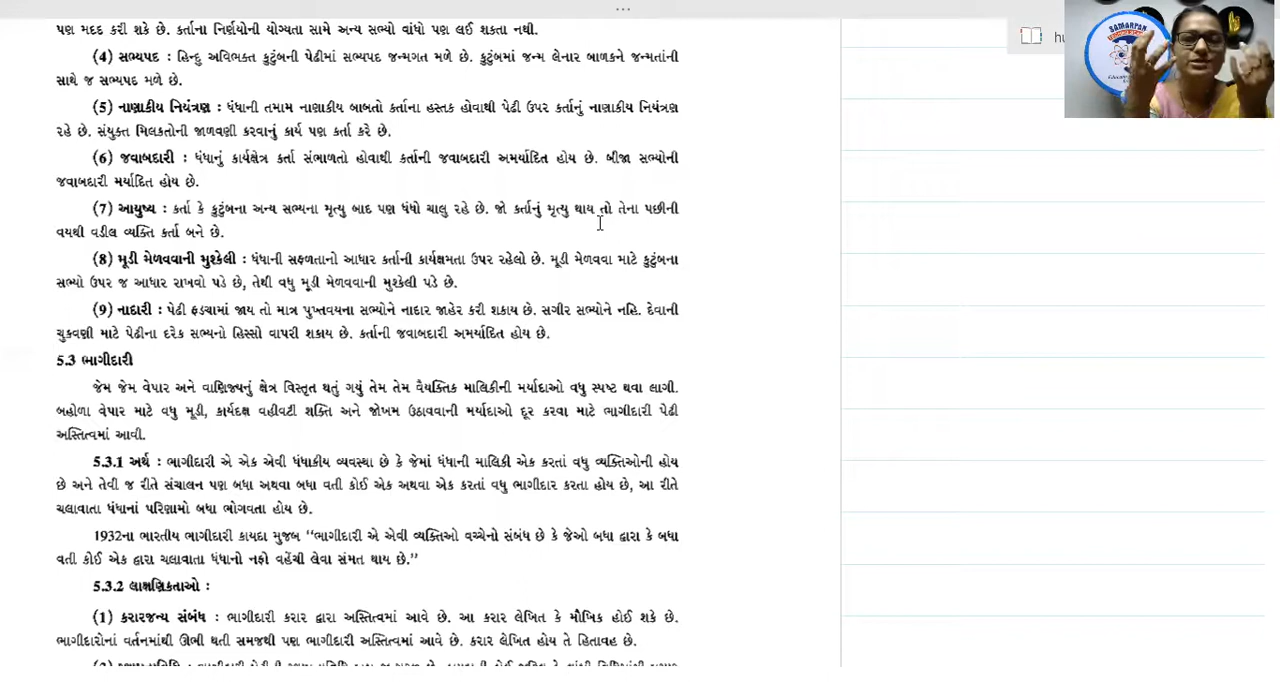 પણ મદદ કરી શકે છે. કર્તાના નિર્ણયોની યોગ્યતા સામે અન્ય સભ્યો વાંધો પણ લઈ શકતા નથી.
hu
SAMARPAN
(4) સભ્યપદ : હિન્દુ અવિભક્ત કુટુંબની પેઢીમાં સભ્યપદ જન્મગત મળે છે. કુટુંબમાં જન્મ લેનાર બાળકને જન્મતાંની
સાથે જ સભ્યપદ મળે છે.
(5) નાણાકીય નિયંત્રણ : ધંધાની તમામ નાણાકીય બાબતો કર્તાના હસ્તક હોવાથી પેઢી ઉપર કર્તાનું નાણાકીય નિયંત્રણ
રહે છે. સંયુક્ત મિલકતોની જાળવણી કરવાનું કાર્ય પણ કર્તા કરે છે.
(6) જવાબદારી : ધંધાનું કાર્યક્ષેત્ર કર્તા સંભાળતો હોવાથી કર્તાની જવાબદારી અમર્યાદિત હોય છે. બીજા સભ્યોની
જવાબદારી મર્યાદિત હોય છે.
(7) આયુષ્ય : કર્તા કે કુટુંબના અન્ય સભ્યના મૃત્યુ બાદ પણ ધંધો ચાલુ રહે છે. જો કર્તાનું મૃત્યુ થાય તો તેના પછીની
વયથી વડીલ વ્યક્તિ કર્તા બને છે.
(8) મૂડી મેળવવાની મુશ્કેલી : ધંધાની સફળતાનો આધાર કર્તાની કાર્યક્ષમતા ઉપર રહેલો છે. મૂડી મેળવવા માટે કુટુંબના
સભ્યો ઉપર જ આધાર રાખવો પડે છે, તેથી વધુ મૂડી મેળવવાની મુશ્કેલી પડે છે.
(9) નાદારી : પેઢી ફડચામાં જાય તો માત્ર પુખ્તવયના સભ્યોને નાદાર જાહેર કરી શકાય છે. સગીર સભ્યોને નહિ. દેવાની
ચુકવણી માટે પેઢીના દરેક સભ્યનો હિસ્સો વાપરી શકાય છે. કર્તાની જવાબદારી અમર્યાદિત હોય છે.
5.3 ભાગીદારી
જેમ જેમ વેપાર અને વાણિજ્યનું ક્ષેત્ર વિસ્તૃત થતું ગયું તેમ તેમ વૈયક્તિક માલિકીની મર્યાદાઓ વધુ સ્પષ્ટ થવા લાગી.
બહોળા વેપાર માટે વધુ મૂડી, કાર્યદક્ષ વહીવટી શક્તિ અને જોખમ ઉઠાવવાની મર્યાદાઓ દૂર કરવા માટે ભાગીદારી પેઢી
અસ્તિત્વમાં આવી.
5.3.1 અર્થ : ભાગીદારી એ એક એવી ધંધાકીય વ્યવસ્થા છે કે જેમાં ધંધાની માલિકી એક કરતાં વધુ વ્યક્તિઓની હોય
છે અને તેવી જ રીતે સંચાલન પણ બધા અથવા બધા વતી કોઈ એક અથવા એક કરતાં વધુ ભાગીદાર કરતા હોય છે, આ રીતે
ચલાવાતા ધંધાનાં પરિણામો બધા ભોગવતા હોય છે.
1932ના ભારતીય ભાગીદારી કાયદા મુજબ “ભાગીદારી એ એવી વ્યક્તિઓ વચ્ચેનો સંબંધ છે કે જેઓ બધા દ્વારા કે બધા
વતી કોઈ એક દ્વારા ચલાવાતા ધંધાનો નફો વહેંચી લેવા સંમત થાય છે.”
5.3.2 લાક્ષણિકતાઓ :
(1) કરારજન્ય સંબંધ : ભાગીદારી કરાર દ્વારા અસ્તિત્વમાં આવે છે. આ કરાર લેખિત કે મૌખિક હોઈ શકે છે.
ભાગીદારોનાં વર્તનમાંથી ઊભી થતી સમજથી પણ ભાગીદારી અસ્તિત્વમાં આવે છે. કરાર લેખિત હોય તે હિતાવહ છે.